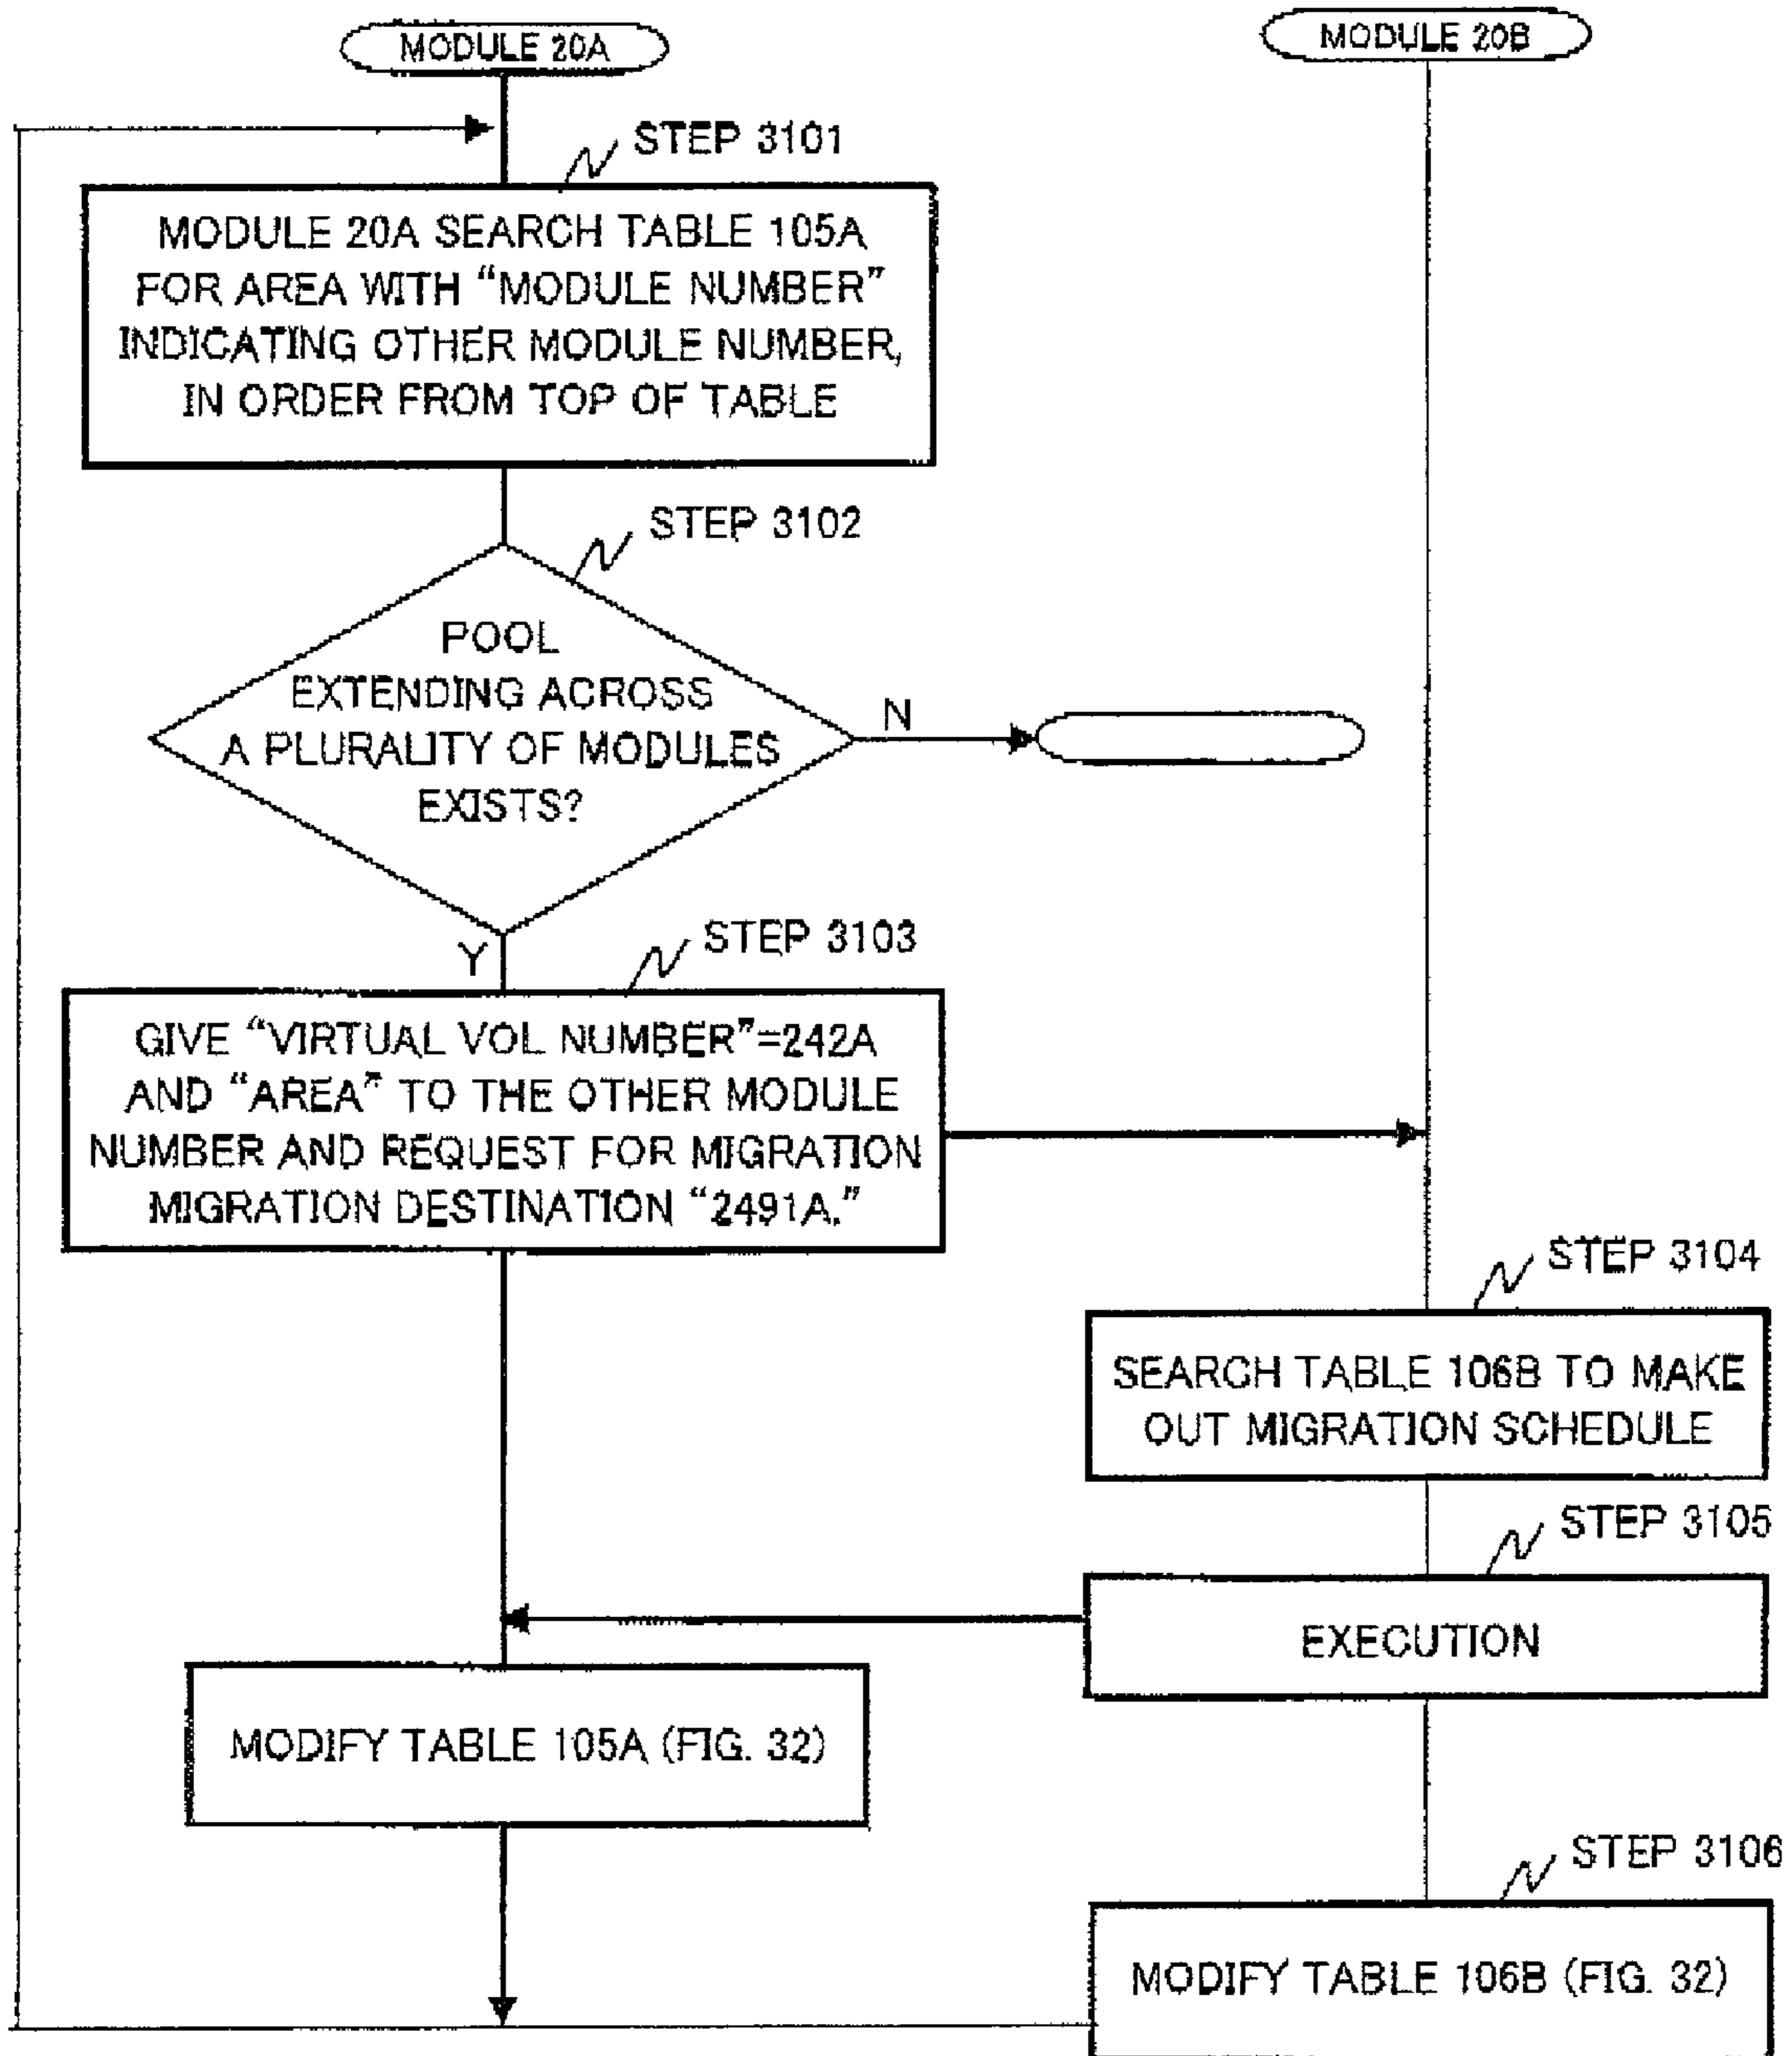 MODULE 20A
MODULE 20B
STEP 3101
MODULE 20A SEARCH TABLE 105A
FOR AREA WITH “MODULE NUMBER”
INDICATING OTHER MODULE NUMBER,
IN ORDER FROM TOP OF TABLE
STEP 3102
POOL
EXTENDING ACROSS
A PLURALITY OF MODULES
EXISTS?
N
Y
STEP 3103
GIVE “VIRTUAL VOL NUMBER”=242A
AND “AREA” TO THE OTHER MODULE
NUMBER AND REQUEST FOR MIGRATION
MIGRATION DESTINATION “2491A.”
STEP 3104
SEARCH TABLE 106B TO MAKE
OUT MIGRATION SCHEDULE
STEP 3105
EXECUTION
MODIFY TABLE 105A (FIG. 32)
STEP 3106
MODIFY TABLE 106B (FIG. 32)